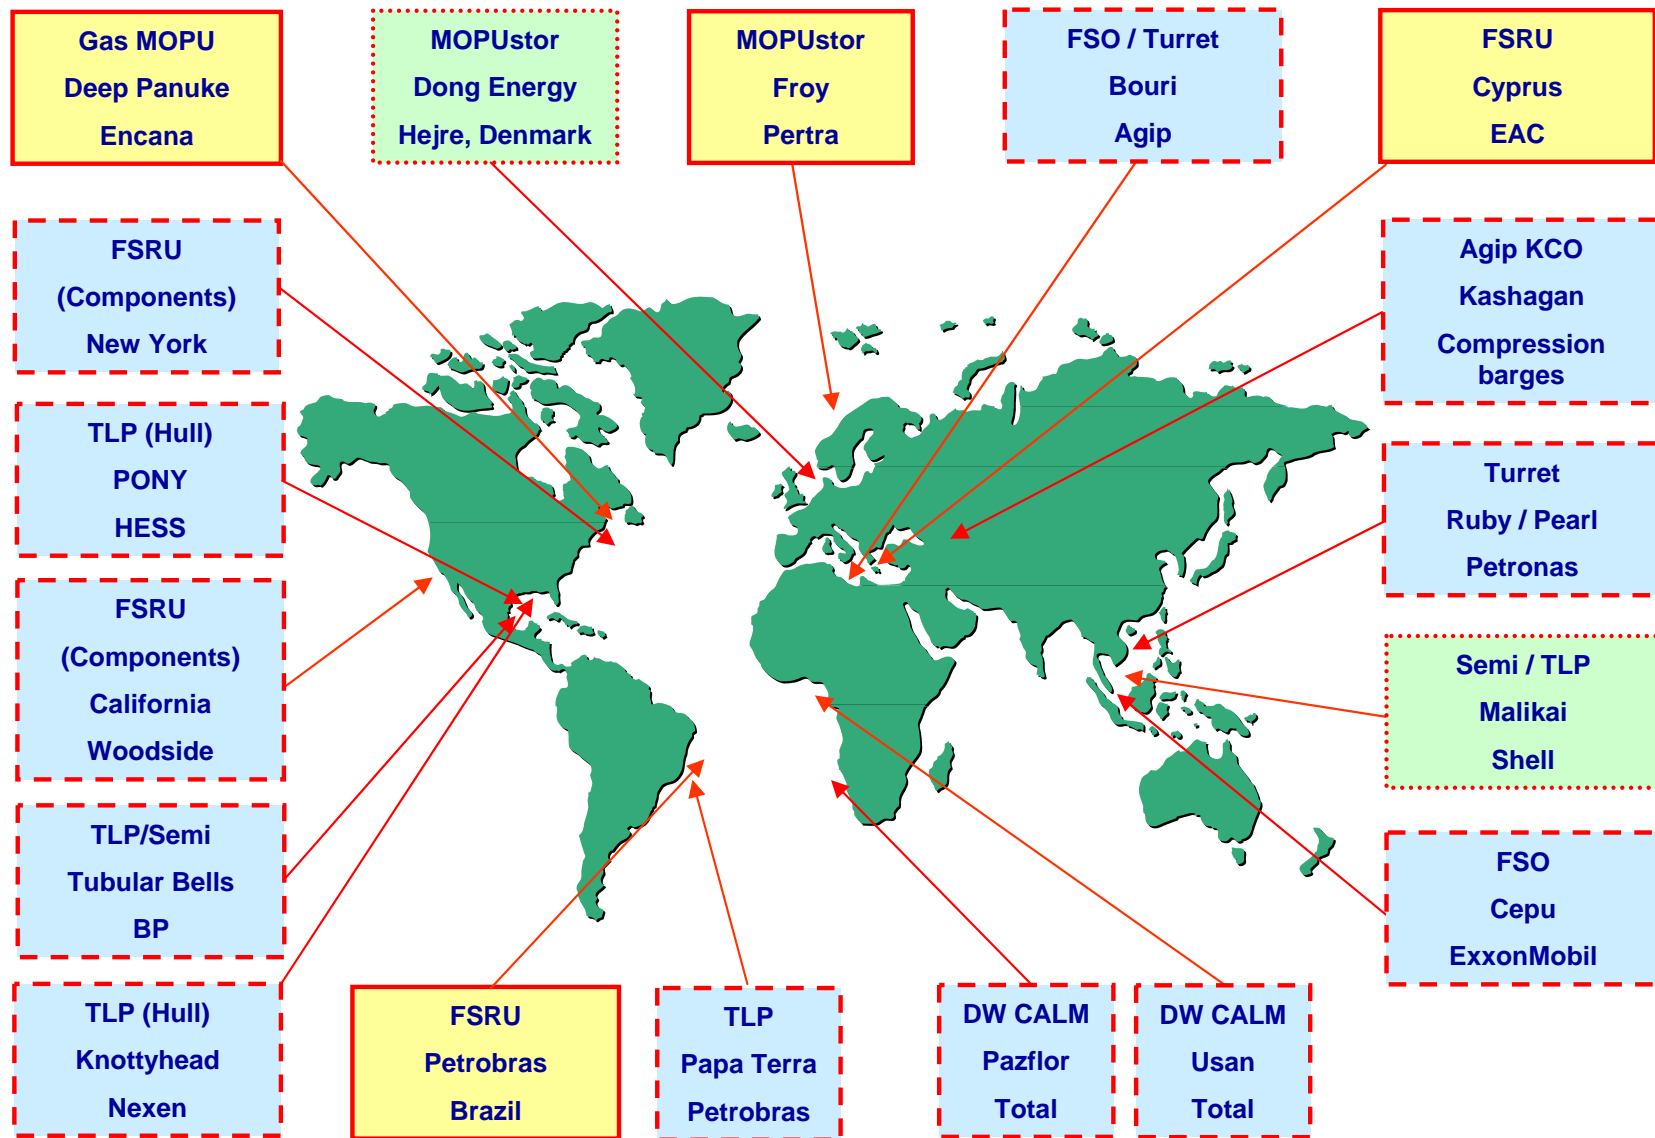 Gas MOPU
Deep Panuke
Encana
MOPUstor
Dong Energy
Hejre, Denmark
MOPUstor
Froy
Pertra
FSO / Turret
Bouri
Agip
FSRU
Cyprus
EAC
FSRU
(Components)
New York
Agip KCO
Kashagan
Compression
barges
TLP (Hull)
PONY
HESS
Turret
Ruby / Pearl
Petronas
FSRU
(Components)
California
Woodside
Semi / TLP
Malikai
Shell
TLP/Semi
Tubular Bells
BP
FSO
Cepu
ExxonMobil
TLP (Hull)
Knottyhead
Nexen
FSRU
Petrobras
Brazil
TLP
Papa Terra
Petrobras
DW CALM
Pazflor
Total
DW CALM
Usan
Total